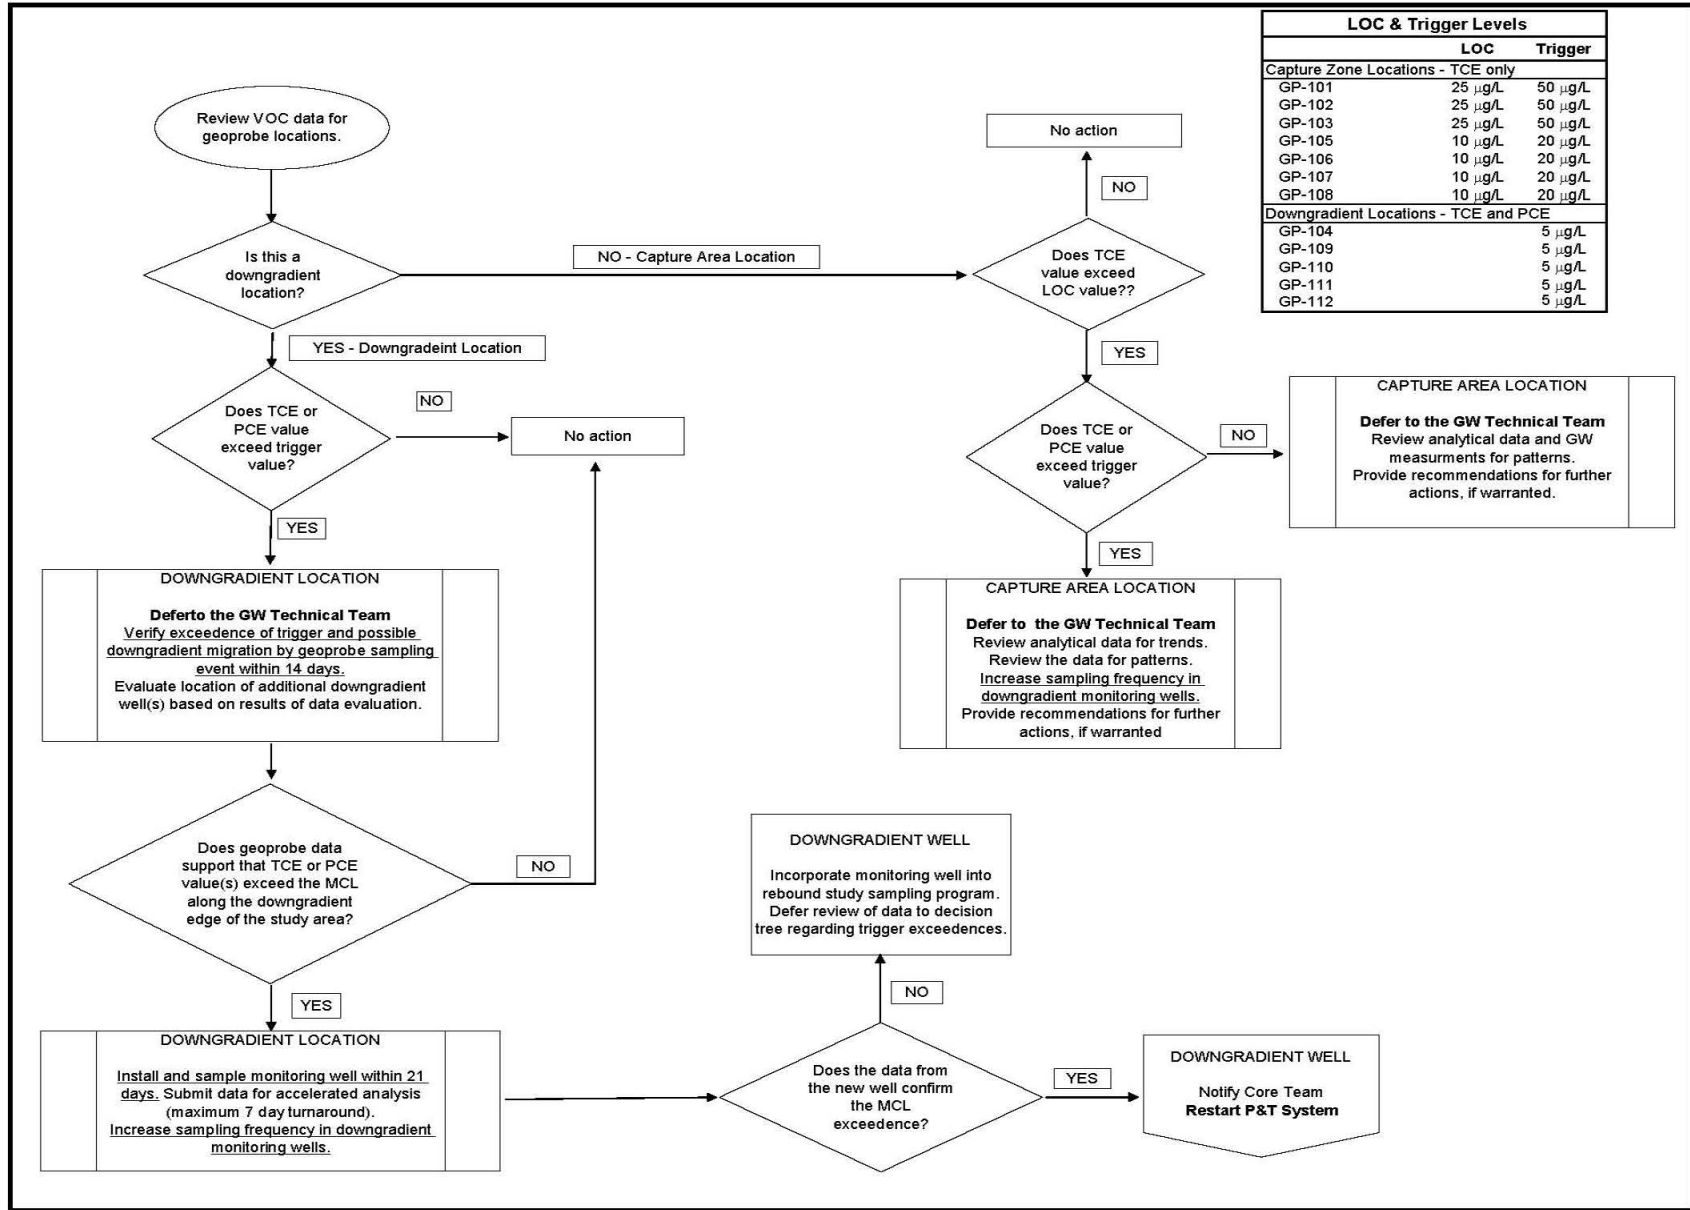 LOC & Trigger Levels
LOC Trigger
Capture Zone Locations - TCE only
GP-101 25 µg/L 50 µg/L
GP-102 25 µg/L 50 µg/L
GP-103 25 µg/L 50 µg/L
GP-105 10 µg/L 20 µg/L
GP-106 10 µg/L 20 µg/L
GP-107 10 µg/L 20 µg/L
GP-108 10 µg/L 20 µg/L
Downgradient Locations - TCE and PCE
GP-104 5 µg/L
GP-109 5 µg/L
GP-110 5 µg/L
GP-111 5 µg/L
GP-112 5 µg/L
Review VOC data for
geoprobe locations.
Is this a
downgradient
location?
NO - Capture Area Location
Does TCE
value exceed
LOC value??
NO
No action
YES
Does TCE or
PCE value
exceed trigger
value?
NO
CAPTURE AREA LOCATION
Defer to the GW Technical Team
Review analytical data and GW
measurments for patterns.
Provide recommendations for further
actions, if warranted.
YES
CAPTURE AREA LOCATION
Defer to the GW Technical Team
Review analytical data for trends.
Review the data for patterns.
Increase sampling frequency in
downgradient monitoring wells.
Provide recommendations for further
actions, if warranted
YES - Downgradeint Location
Does TCE or
PCE value
exceed trigger
value?
NO
No action
YES
DOWNGRADIENT LOCATION
Deferto the GW Technical Team
Verify exceedence of trigger and possible
downgradient migration by geoprobe sampling
event within 14 days.
Evaluate location of additional downgradient
well(s) based on results of data evaluation.
Does geoprobe data
support that TCE or PCE
value(s) exceed the MCL
along the downgradient
edge of the study area?
NO
YES
DOWNGRADIENT LOCATION
Install and sample monitoring well within 21
days. Submit data for accelerated analysis
(maximum 7 day turnaround).
Increase sampling frequency in downgradient
monitoring wells.
Does the data from
the new well confirm
the MCL
exceedence?
NO
DOWNGRADIENT WELL
Incorporate monitoring well into
rebound study sampling program.
Defer review of data to decision
tree regarding trigger exceedences.
YES
DOWNGRADIENT WELL
Notify Core Team
Restart P&T System